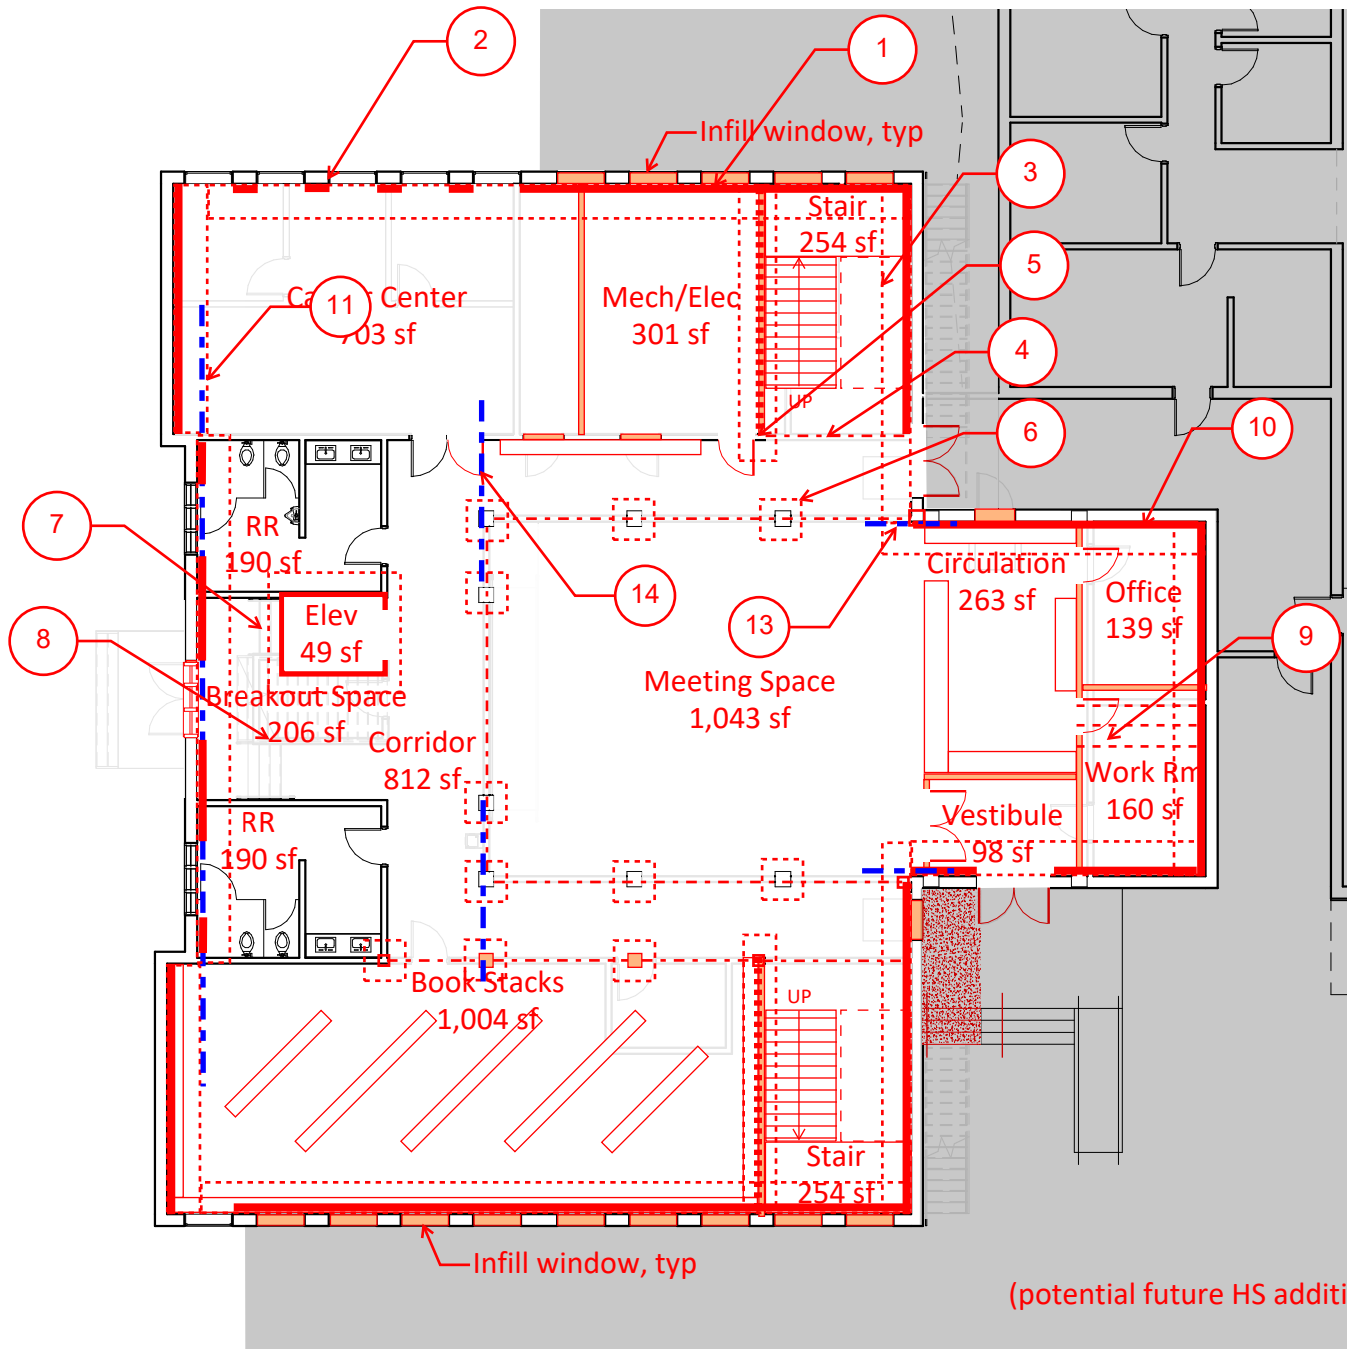 2
1
Infill window, typ
3
Stair
254 sf
5
11
Center
703 sf
Mech/Elec
301 sf
4
UP
6
10
7
RR
190 sf
Circulation
263 sf
Office
139 sf
14
13
Elev
49 sf
8
9
Breakout Space
206 sf
Meeting Space
1,043 sf
Corridor
812 sf
Work Rm
160 sf
RR
190 sf
Vestibule
98 sf
Book Stacks
1,004 sf
UP
Stair
254 sf
Infill window, typ
(potential future HS additi